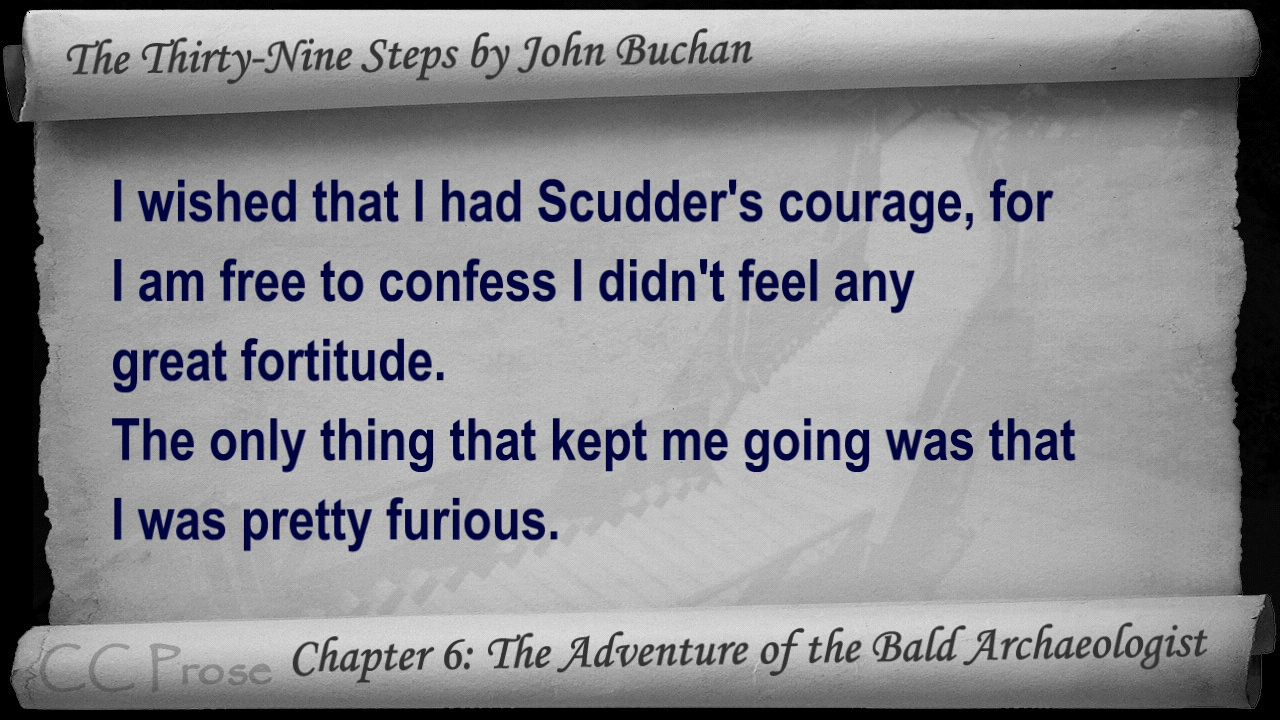 The Thirty-Nine Steps by John Buchan
I wished that I had Scudder's courage, for
I am free to confess I didn't feel any
great fortitude.
The only thing that kept me going was that
I was pretty furious.
CC Prose
Chapter 6: The Adventure of the Bald Archaeologist